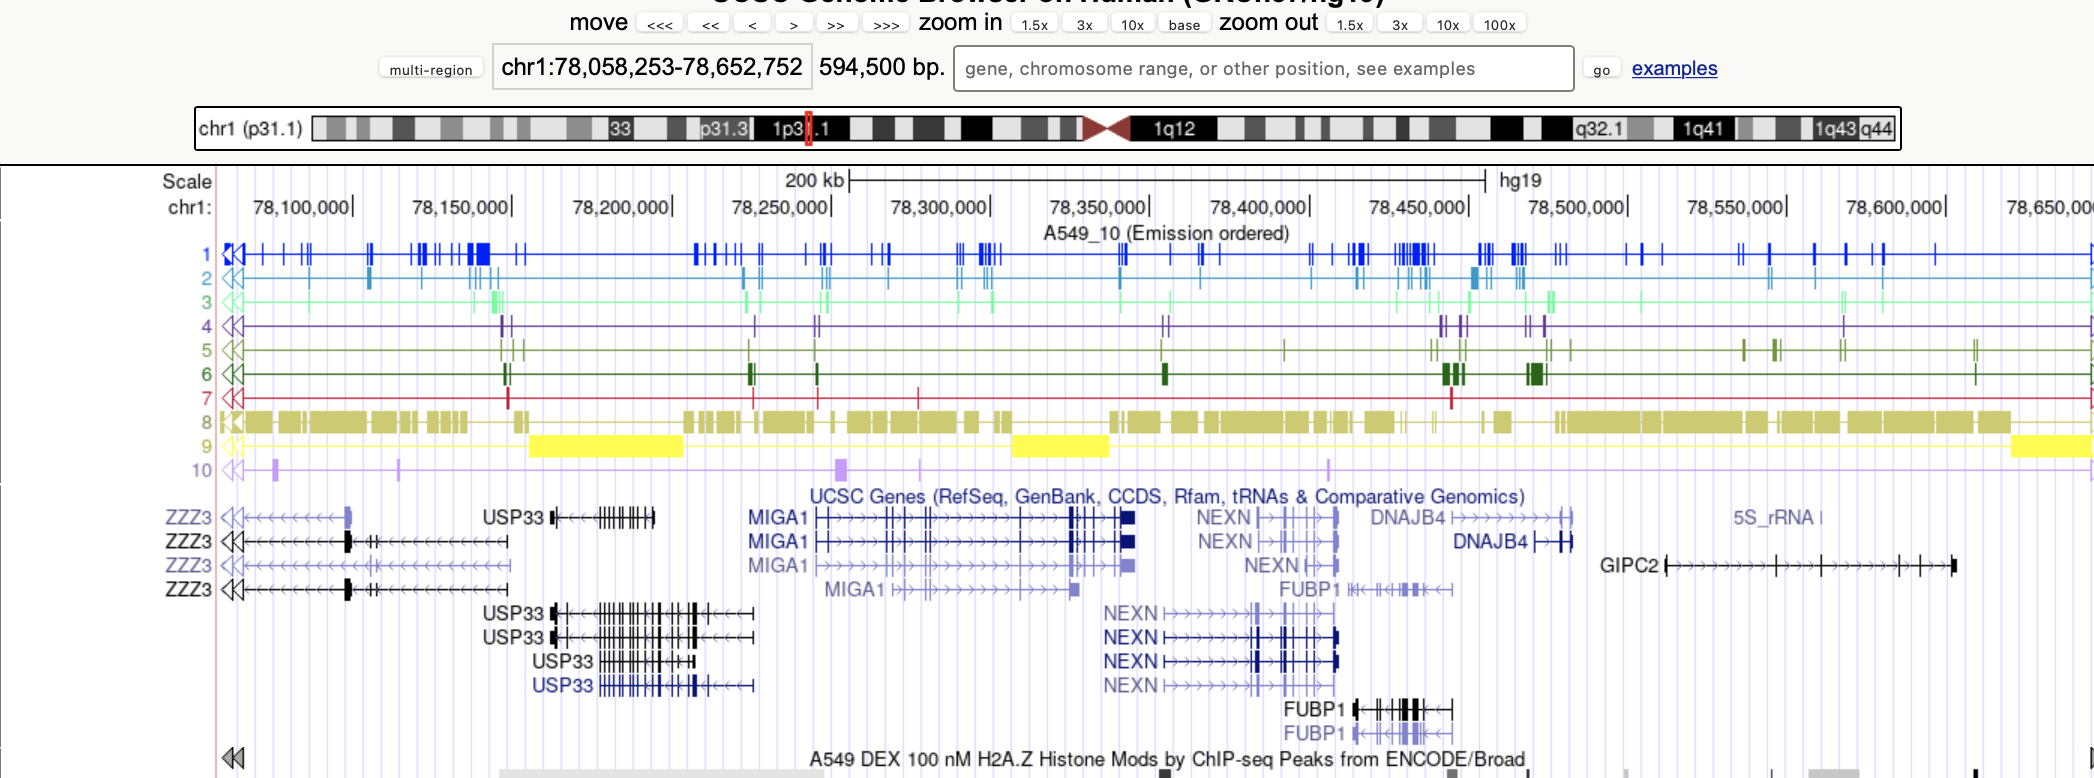 UCSC Genome Browser on Human (GRCh37/hg19)
move <<< << < > >> >>> zoom in 1.5x 3x 10x base zoom out 1.5x 3x 10x 100x
multi-region chr1:78,058,253-78,652,752 594,500 bp. gene, chromosome range, or other position, see examples go examples
chr1 (p31.1) 33 p31.3 1p31.1 1q12 q32.1 1q41 1q43 q44
Scale 200 kb hg19
chr1: 78,100,000 78,150,000 78,200,000 78,250,000 78,300,000 78,350,000 78,400,000 78,450,000 78,500,000 78,550,000 78,600,000 78,650,00
A549_10 (Emission ordered)
1
2
3
4
5
6
7
8
9
10
UCSC Genes (RefSeq, GenBank, CCDS, Rfam, tRNAs & Comparative Genomics)
ZZZ3 USP33 MIGA1 NEXN DNAJB4 5S_rRNA
ZZZ3 MIGA1 NEXN DNAJB4
ZZZ3 MIGA1 NEXN GIPC2
ZZZ3 MIGA1 FUBP1
USP33 NEXN
USP33 NEXN
USP33 NEXN
USP33 NEXN
FUBP1
FUBP1
A549 DEX 100 nM H2A.Z Histone Mods by ChIP-seq Peaks from ENCODE/Broad